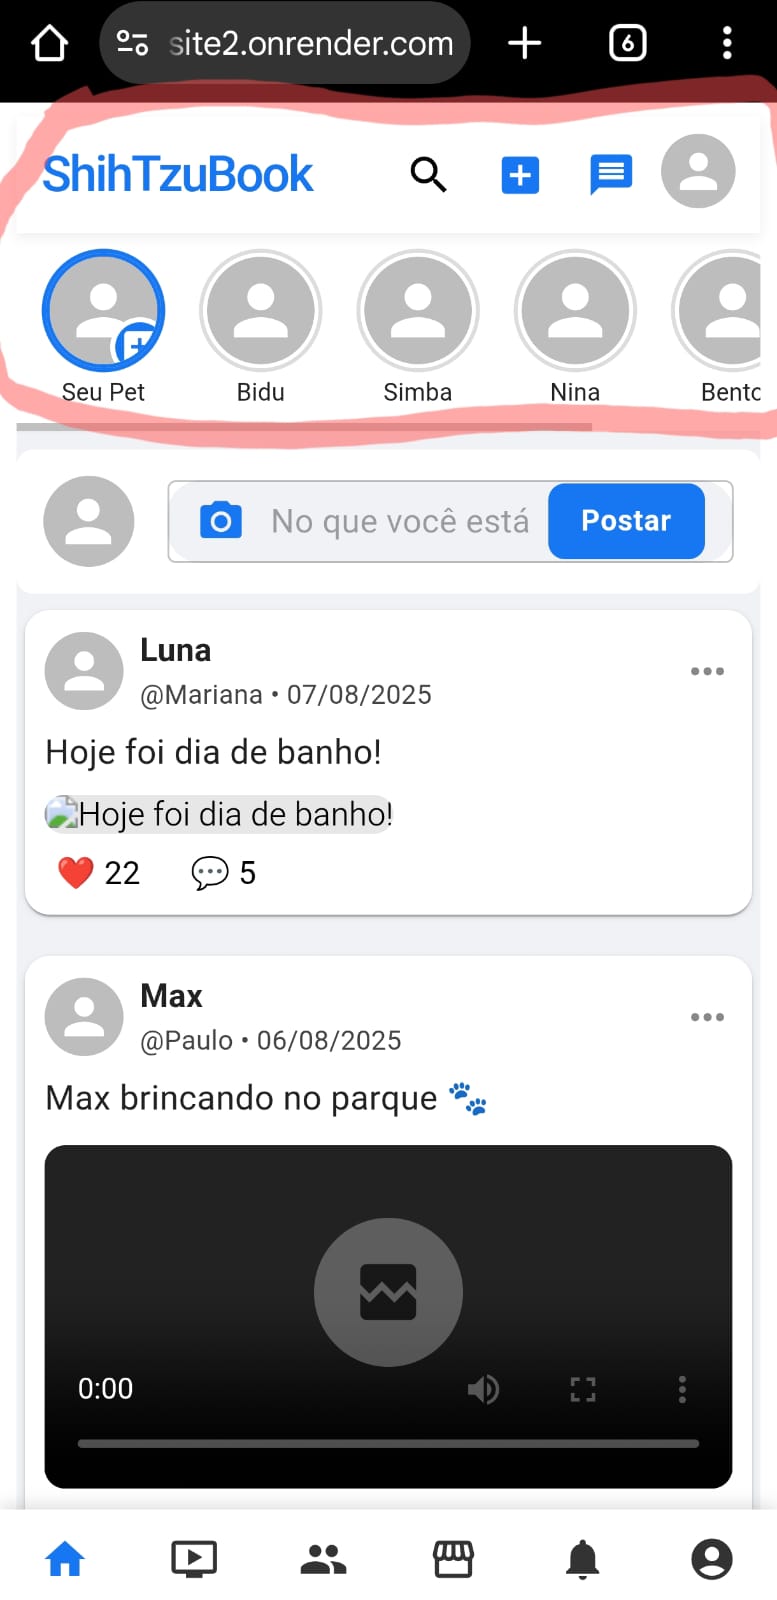 site2.onrender.com
6
ShihTzuBook
Seu Pet
Bidu
Simba
Nina
Bento
No que você está
Postar
Luna
@Mariana • 07/08/2025
Hoje foi dia de banho!
Hoje foi dia de banho!
❤️ 22 💬 5
Max
@Paulo • 06/08/2025
Max brincando no parque 🐾
0:00